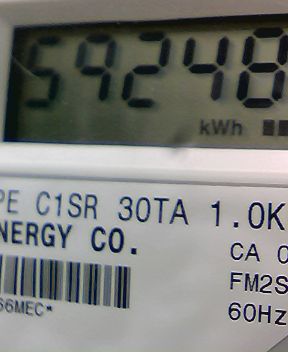 59248
kWh
PE C1SR 30TA 1.0K
NERGY CO.
CA 0
FM2S
66MEC*
60Hz